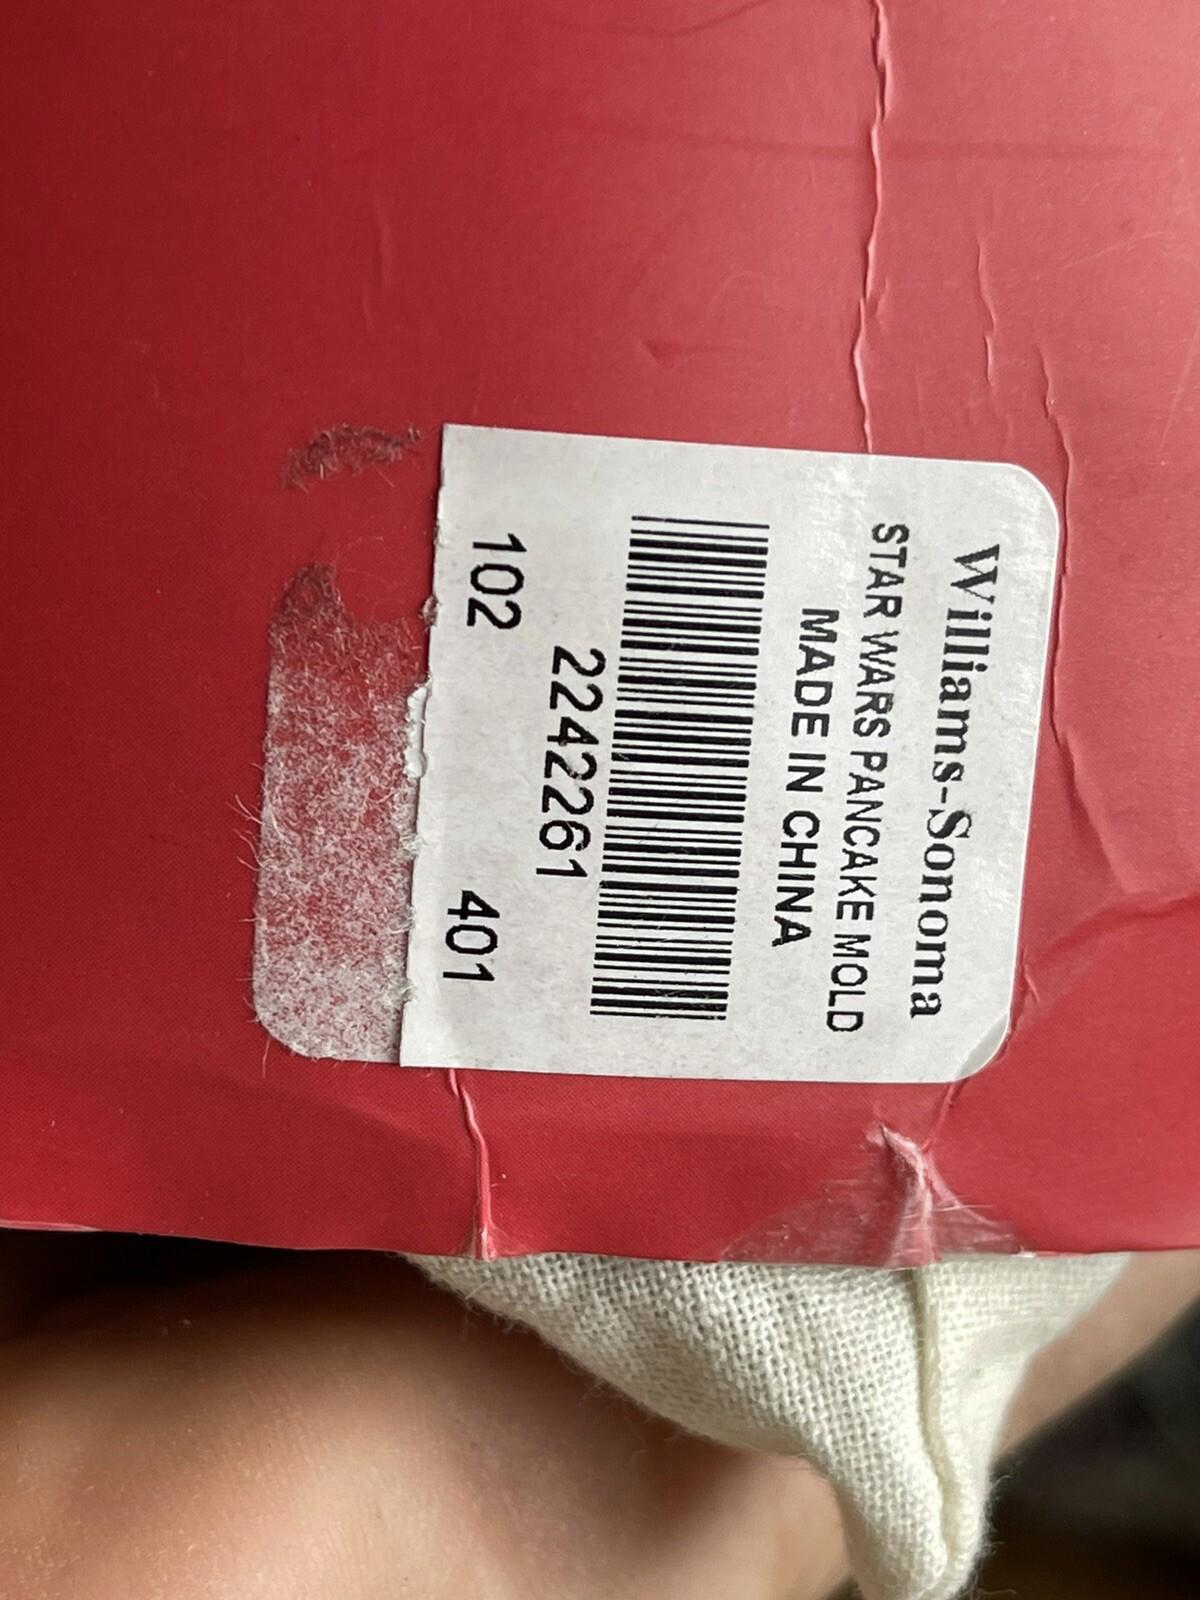 Williams-Sonoma
STAR WARS PANCAKE MOLD
MADE IN CHINA
2242261
102 401